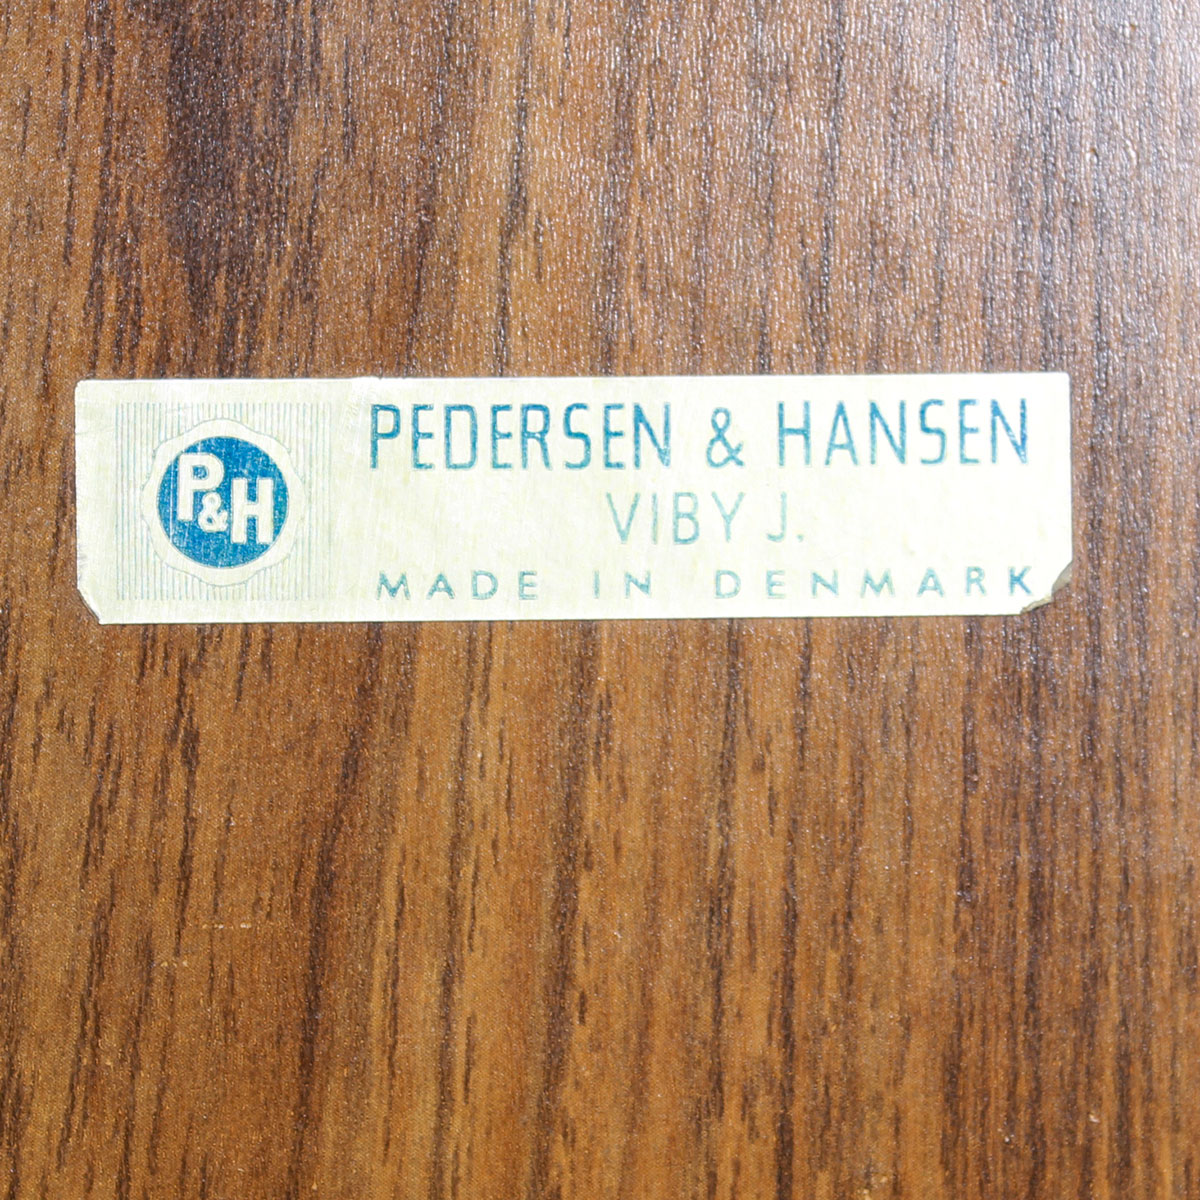 P&H
PEDERSEN & HANSEN
VIBY J.
MADE IN DENMARK